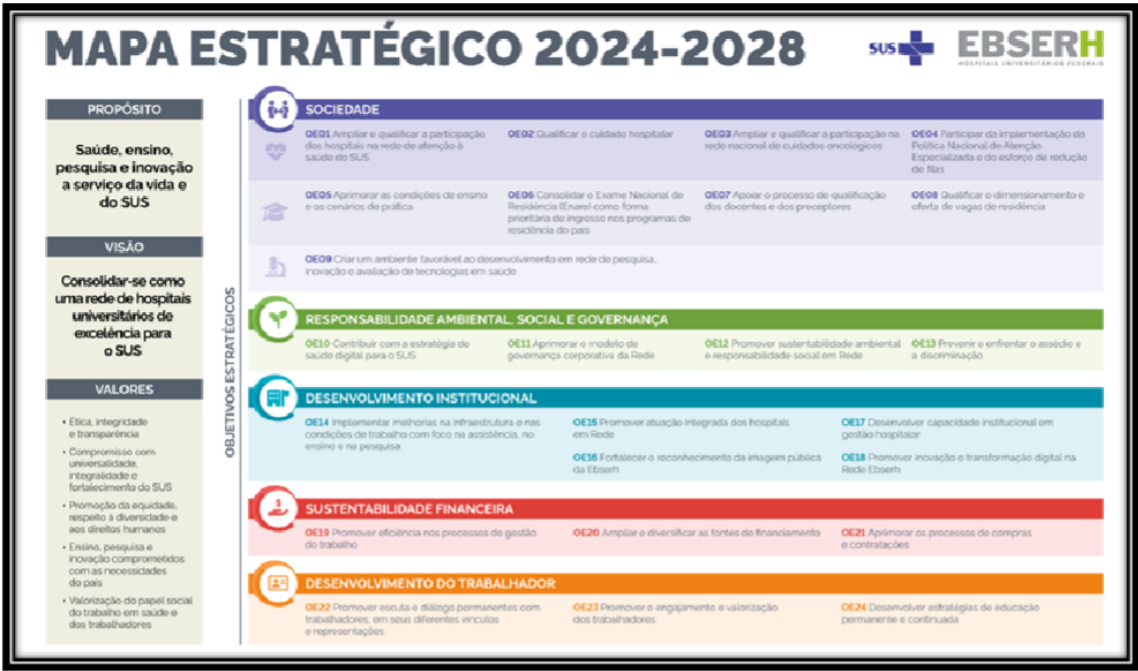 MAPA ESTRATÉGICO 2024-2028
SUS
EBSERH
HOSPITAIS UNIVERSITÁRIOS FEDERAIS
PROPÓSITO
Saúde, ensino,
pesquisa e inovação
a serviço da vida e
do SUS
VISÃO
Consolidar-se como
uma rede de hospitais
universitários de
excelência para
o SUS
VALORES
• Ética, integridade
e transparência
• Compromisso com
universalidade,
integralidade e
fortalecimento do SUS
• Promoção da equidade,
respeito à diversidade e
aos direitos humanos
• Ensino, pesquisa e
inovação comprometidos
com as necessidades
do país
• Valorização do papel social
do trabalho em saúde e
dos trabalhadores
OBJETIVOS ESTRATÉGICOS
SOCIEDADE
OE01 Ampliar e qualificar a participação
dos hospitais na rede de atenção à
saúde do SUS
OE02 Qualificar o cuidado hospitalar
OE03 Ampliar e qualificar a participação na
rede nacional de cuidados oncológicos
OE04 Participar da implementação da
Política Nacional de Atenção
Especializada e do esforço de redução
de filas
OE05 Aprimorar as condições de ensino
e os cenários de prática
OE06 Consolidar o Exame Nacional de
Residência (Enare) como forma
prioritária de ingresso nos programas de
residência do país
OE07 Apoiar o processo de qualificação
dos docentes e dos preceptores
OE08 Qualificar o dimensionamento e
oferta de vagas de residência
OE09 Criar um ambiente favorável ao desenvolvimento em rede de pesquisa,
inovação e avaliação de tecnologias em saúde
RESPONSABILIDADE AMBIENTAL, SOCIAL E GOVERNANÇA
OE10 Contribuir com a estratégia de
saúde digital para o SUS
OE11 Aprimorar o modelo de
governança corporativa da Rede
OE12 Promover sustentabilidade ambiental
e responsabilidade social em Rede
OE13 Prevenir e enfrentar o assédio e
a discriminação
DESENVOLVIMENTO INSTITUCIONAL
OE14 Implementar melhorias na infraestrutura e nas
condições de trabalho com foco na assistência, no
ensino e na pesquisa
OE15 Promover atuação integrada dos hospitais
em Rede
OE16 Fortalecer o reconhecimento da imagem pública
da Ebserh
OE17 Desenvolver capacidade institucional em
gestão hospitalar
OE18 Promover inovação e transformação digital na
Rede Ebserh
SUSTENTABILIDADE FINANCEIRA
OE19 Promover eficiência nos processos de gestão
do trabalho
OE20 Ampliar e diversificar as fontes de financiamento
OE21 Aprimorar os processos de compras
e contratações
DESENVOLVIMENTO DO TRABALHADOR
OE22 Promover escuta e diálogo permanentes com
trabalhadores, em seus diferentes vínculos
e representações
OE23 Promover o engajamento e valorização
dos trabalhadores
OE24 Desenvolver estratégias de educação
permanente e continuada